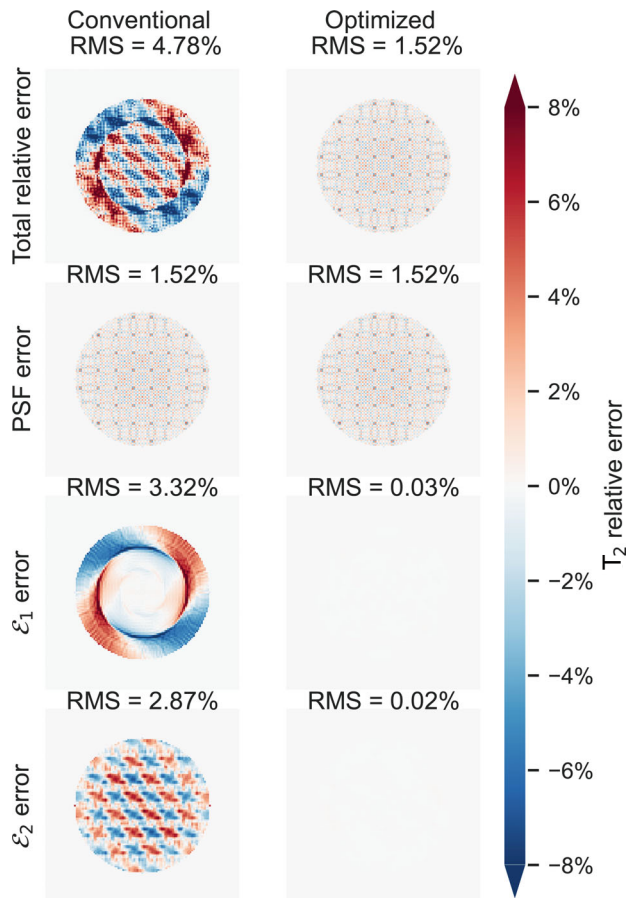 Conventional
RMS = 4.78%
Optimized
RMS = 1.52%
Total relative error
RMS = 1.52%
RMS = 1.52%
PSF error
RMS = 3.32%
RMS = 0.03%
ℰ₁ error
RMS = 2.87%
RMS = 0.02%
ℰ₂ error
8%
6%
4%
2%
0%
−2%
−4%
−6%
−8%
T₂ relative error